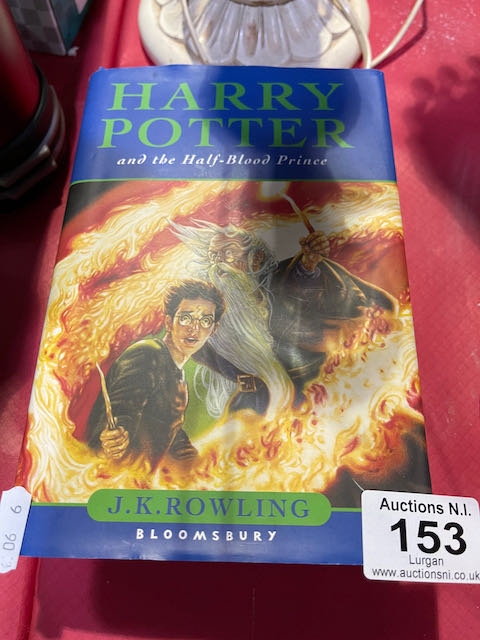 HARRY
POTTER
and the Half-Blood Prince
J.K.ROWLING
BLOOMSBURY
Auctions N.I.
153
Lurgan
www.auctionsni.co.uk